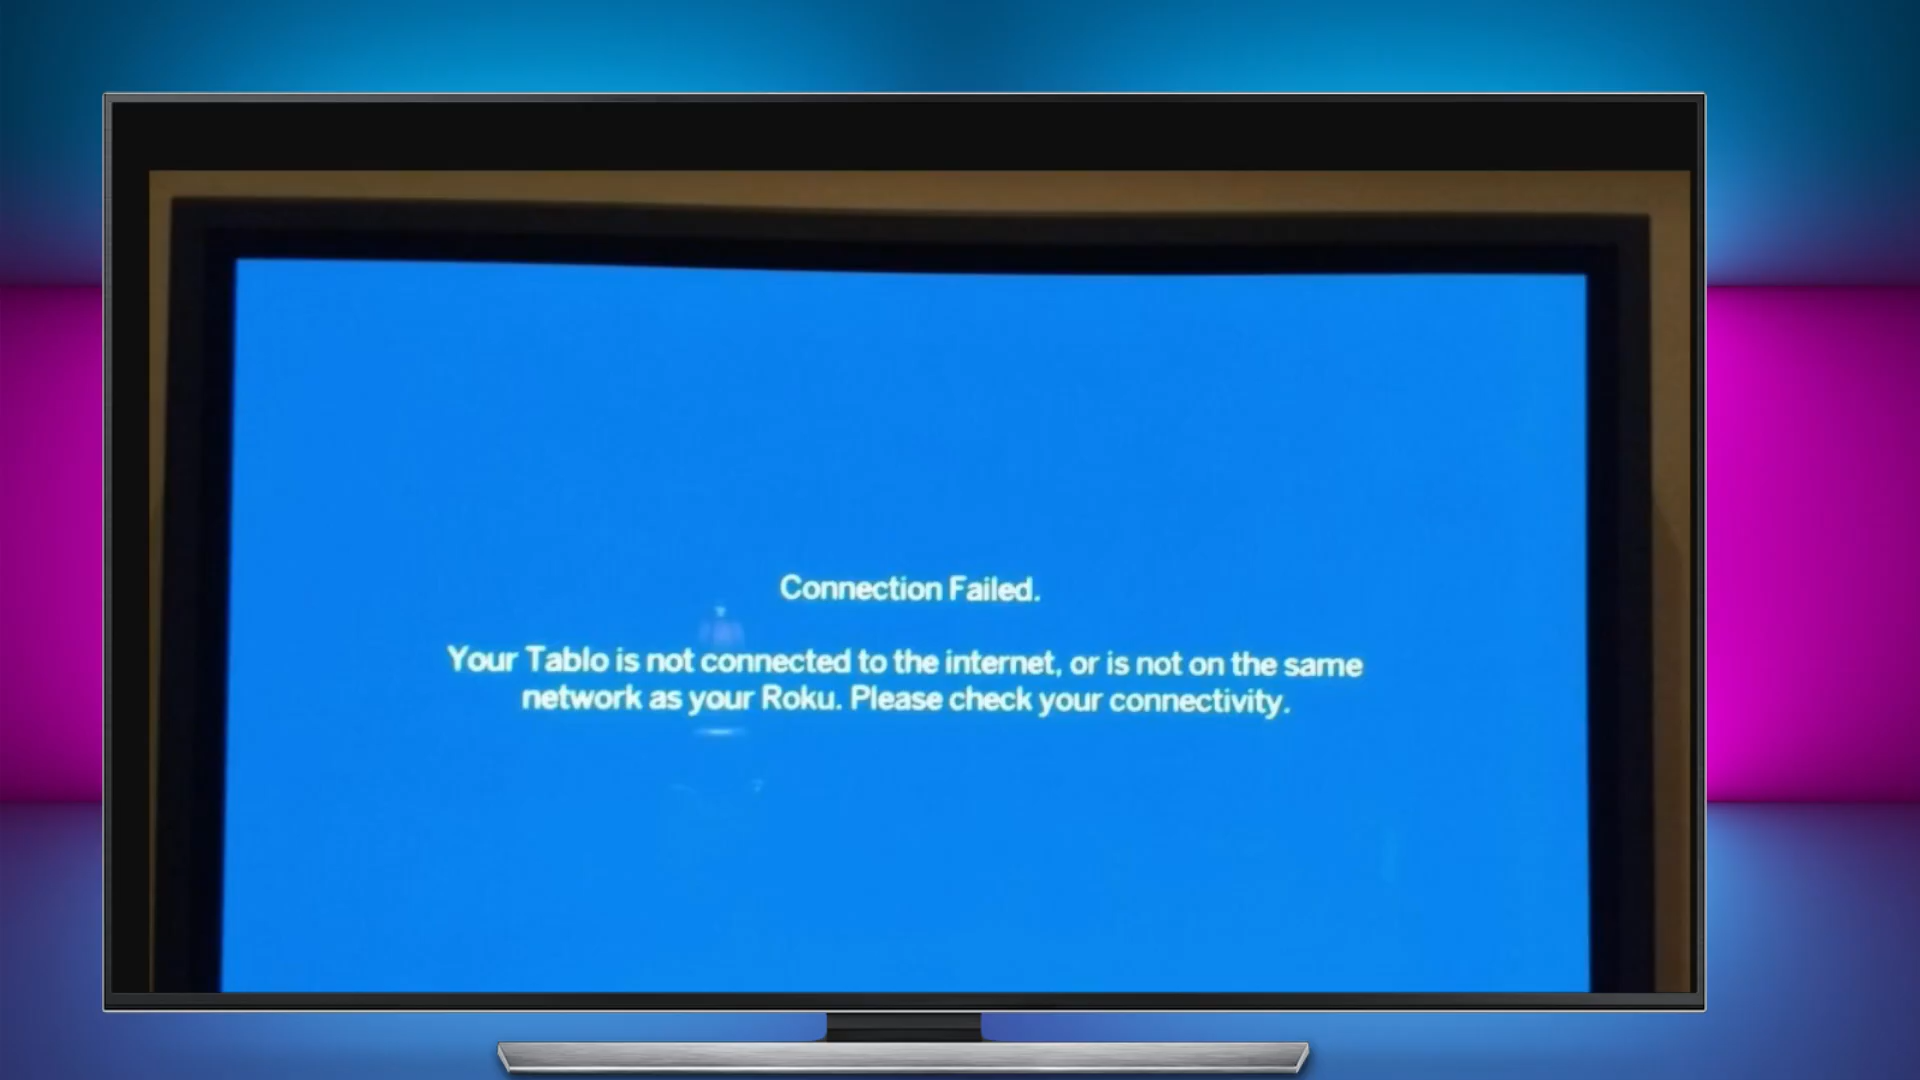 Connection Failed.
Your Tablo is not connected to the internet, or is not on the same
network as your Roku. Please check your connectivity.